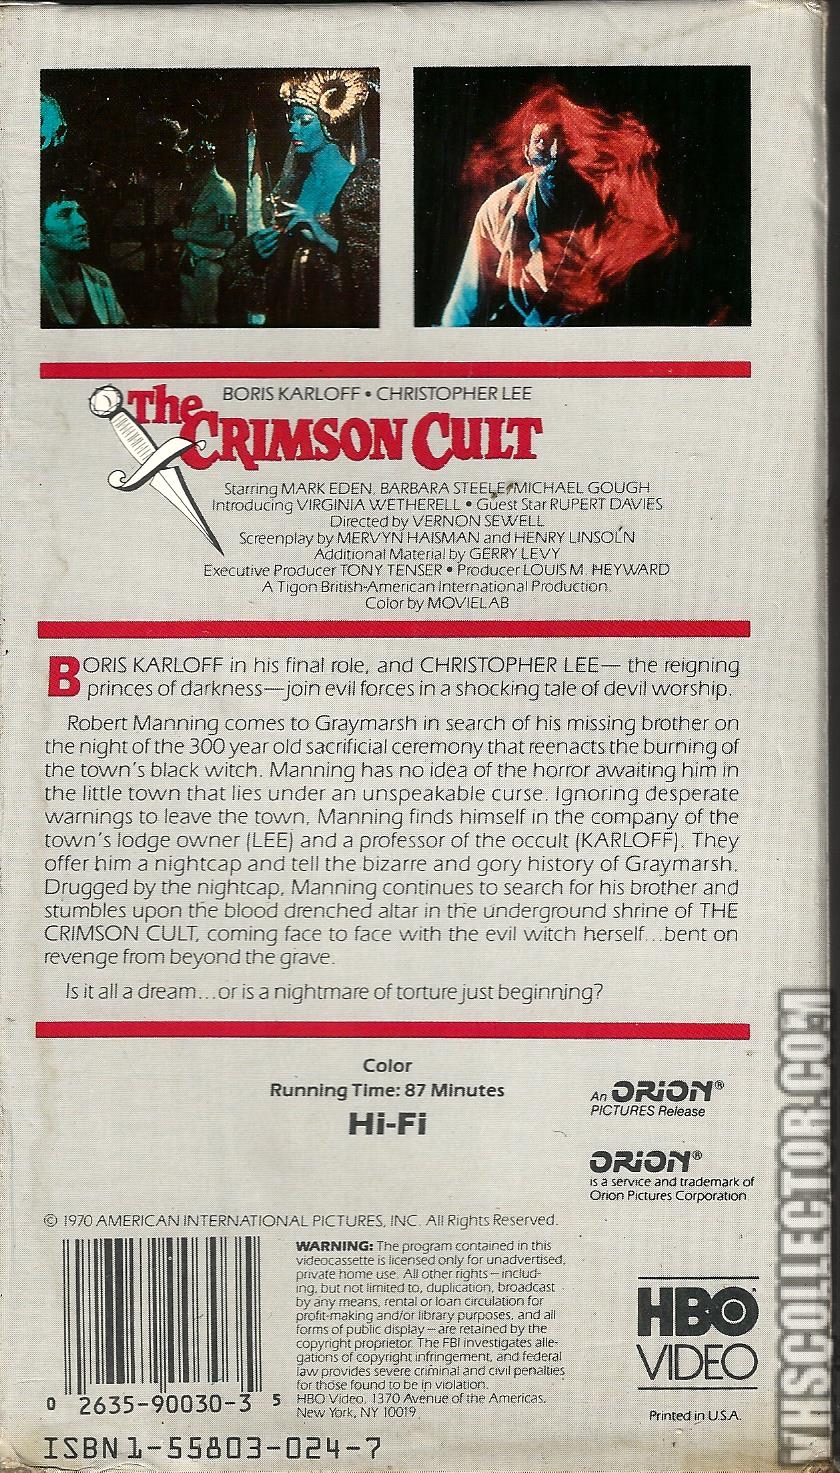 BORIS KARLOFF • CHRISTOPHER LEE
The
CRIMSON CULT
Starring MARK EDEN, BARBARA STEELE, MICHAEL GOUGH
Introducing VIRGINIA WETHERELL • Guest Star RUPERT DAVIES
Directed by VERNON SEWELL
Screenplay by MERVYN HAISMAN and HENRY LINSOLN
Additional Material by GERRY LEVY
Executive Producer TONY TENSER • Producer LOUIS M. HEYWARD
A Tigon British-American International Production
Color by MOVIELAB
BORIS KARLOFF in his final role, and CHRISTOPHER LEE— the reigning
princes of darkness—join evil forces in a shocking tale of devil worship.
Robert Manning comes to Graymarsh in search of his missing brother on
the night of the 300 year old sacrificial ceremony that reenacts the burning of
the town's black witch. Manning has no idea of the horror awaiting him in
the little town that lies under an unspeakable curse. Ignoring desperate
warnings to leave the town, Manning finds himself in the company of the
town's lodge owner (LEE) and a professor of the occult (KARLOFF). They
offer him a nightcap and tell the bizarre and gory history of Graymarsh.
Drugged by the nightcap, Manning continues to search for his brother and
stumbles upon the blood drenched altar in the underground shrine of THE
CRIMSON CULT, coming face to face with the evil witch herself...bent on
revenge from beyond the grave.
Is it all a dream...or is a nightmare of torture just beginning?
Color
Running Time: 87 Minutes
Hi-Fi
An ORION®
PICTURES Release
ORION®
is a service and trademark of
Orion Pictures Corporation
© 1970 AMERICAN INTERNATIONAL PICTURES, INC. All Rights Reserved.
WARNING: The program contained in this
videocassette is licensed only for unadvertised,
private home use. All other rights—includ-
ing, but not limited to, duplication, broadcast
by any means, rental or loan circulation for
profit-making and/or library purposes, and all
forms of public display—are retained by the
copyright proprietor. The FBI investigates alle-
gations of copyright infringement, and federal
law provides severe criminal and civil penalties
for those found to be in violation.
HBO Video, 1370 Avenue of the Americas,
New York, NY 10019
0 2635-90030-3 5
ISBN 1-55803-024-7
HBO
VIDEO
Printed in U.S.A.
VHSCOLLECTOR.COM